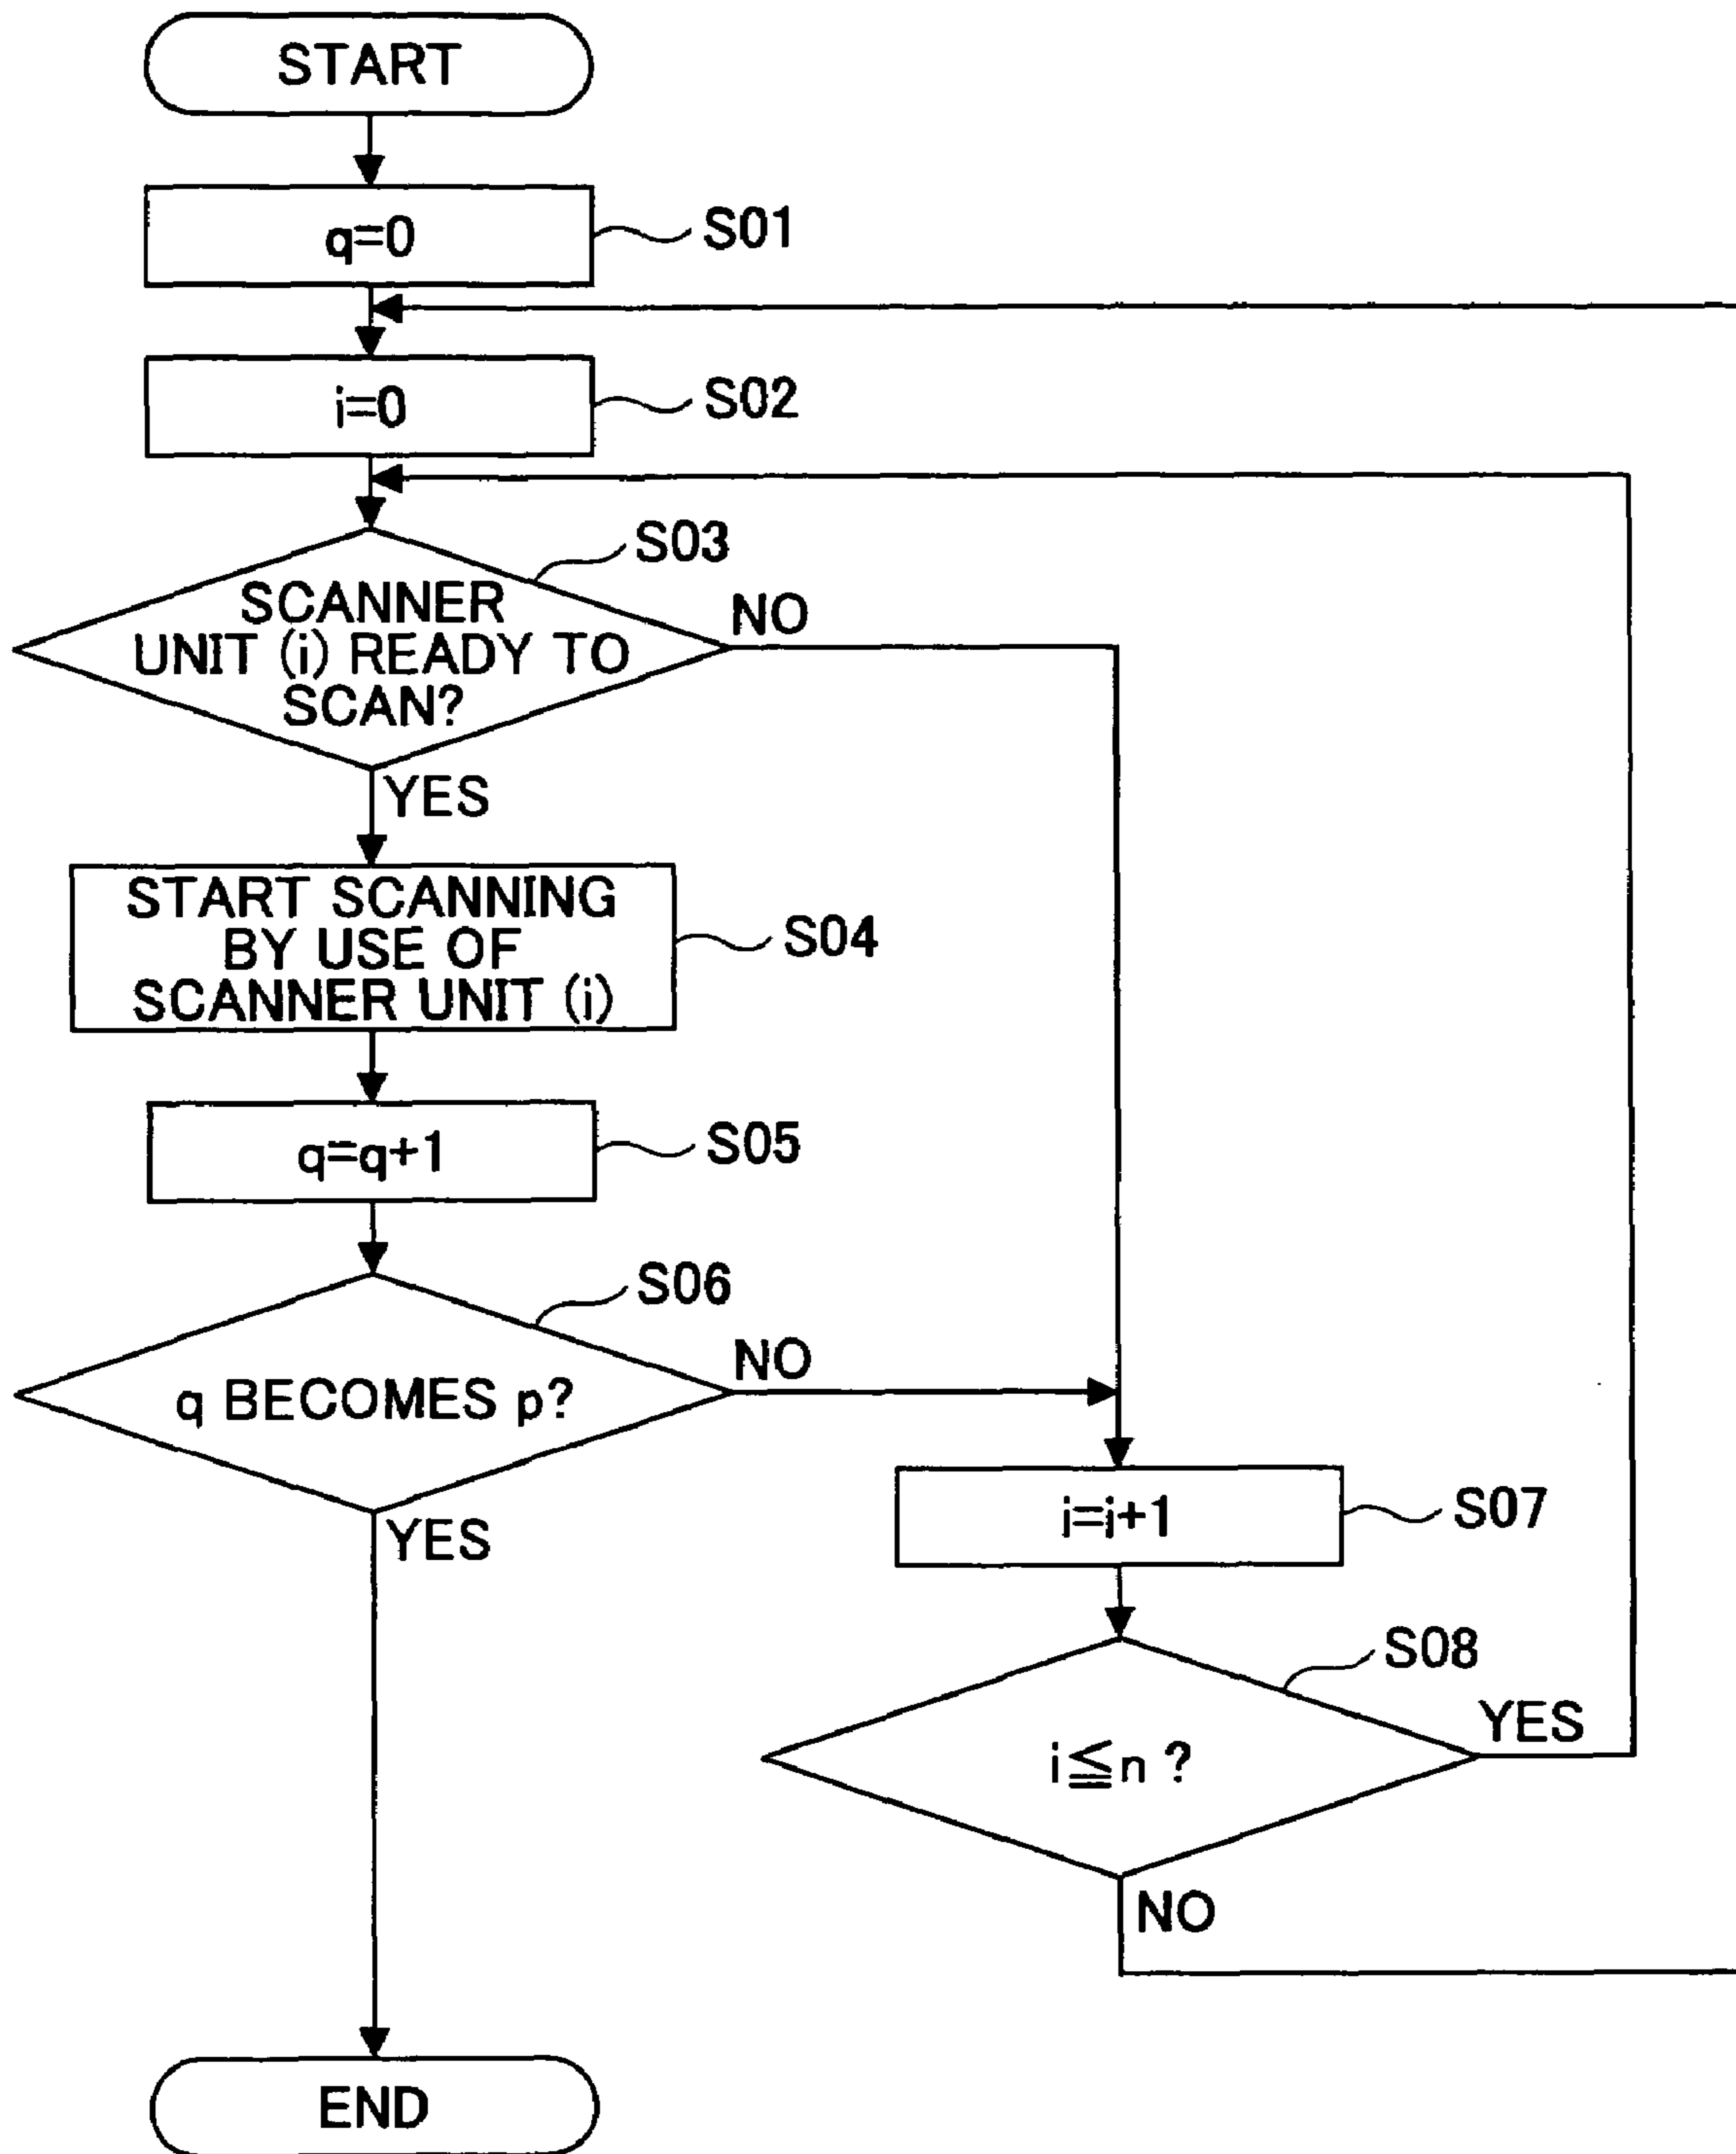 START
q=0
S01
i=0
S02
S03
SCANNER
UNIT (i) READY TO
SCAN?
NO
YES
START SCANNING
BY USE OF
SCANNER UNIT (i)
S04
q=q+1
S05
S06
q BECOMES p?
NO
YES
i=i+1
S07
S08
i≦n ?
YES
NO
END